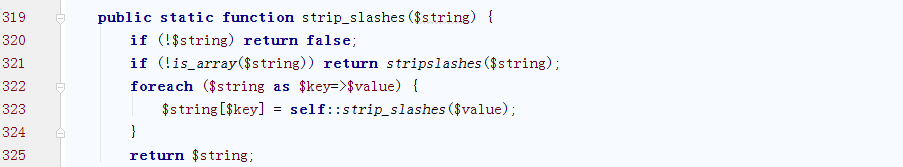 319 public static function strip_slashes($string) {
320 if (!$string) return false;
321 if (!is_array($string)) return stripslashes($string);
322 foreach ($string as $key=>$value) {
323 $string[$key] = self::strip_slashes($value);
324 }
325 return $string;